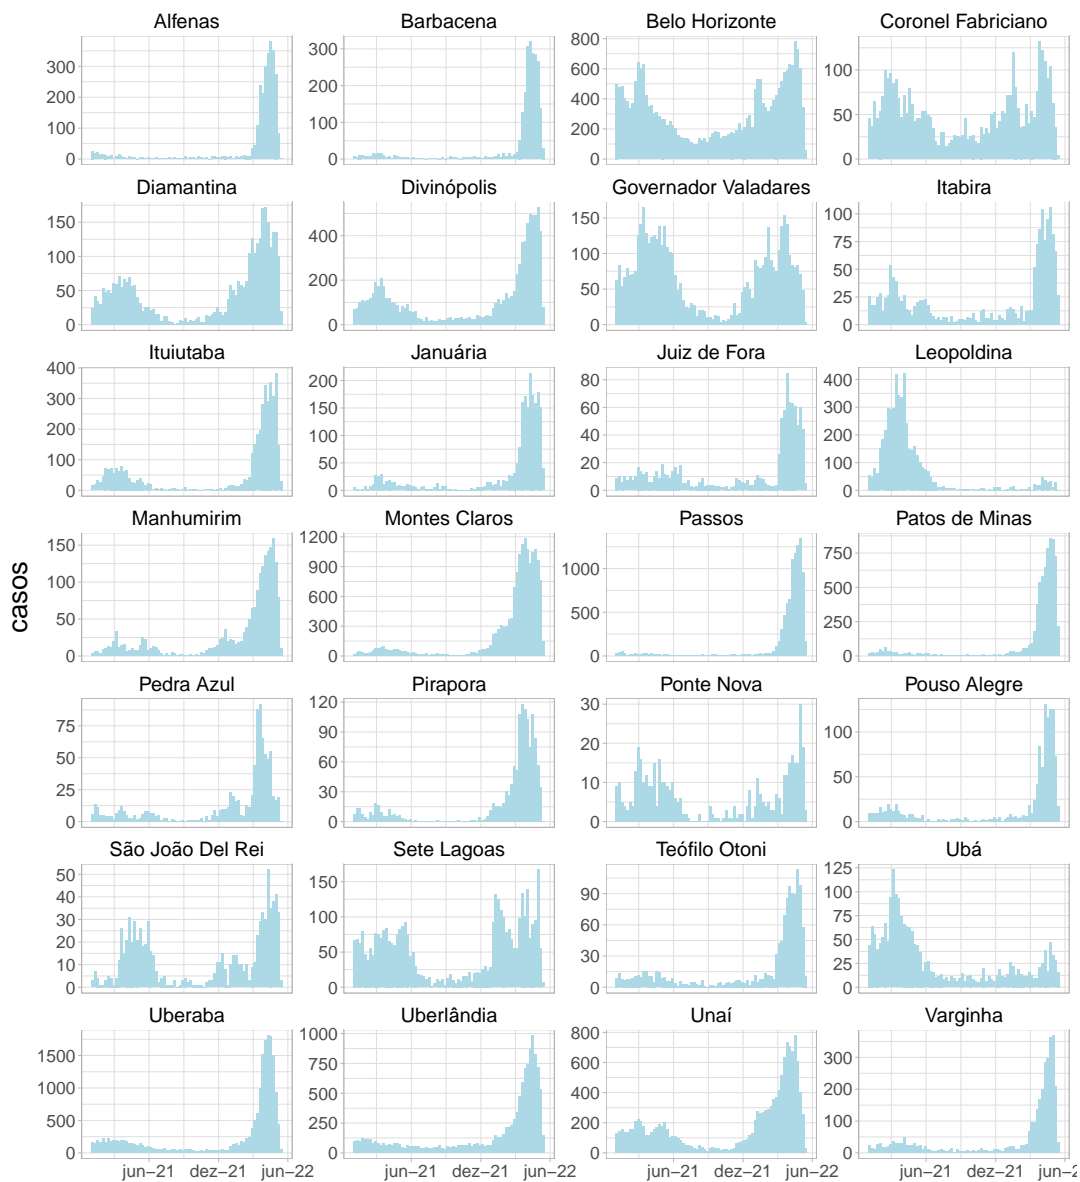 Alfenas Barbacena Belo Horizonte Coronel Fabriciano
300 200 100 0
300 200 100 0
800 600 400 200 0
100 50 0
Diamantina Divinópolis Governador Valadares Itabira
150 100 50 0
400 200 0
150 100 50 0
100 75 50 25 0
Ituiutaba Januária Juiz de Fora Leopoldina
400 300 200 100 0
200 150 100 50 0
80 60 40 20 0
400 300 200 100 0
casos
Manhumirim Montes Claros Passos Patos de Minas
150 100 50 0
1200 900 600 300 0
1000 500 0
750 500 250 0
Pedra Azul Pirapora Ponte Nova Pouso Alegre
75 50 25 0
120 90 60 30 0
30 20 10 0
100 50 0
São João Del Rei Sete Lagoas Teófilo Otoni Ubá
50 40 30 20 10 0
150 100 50 0
90 60 30 0
125 100 75 50 25 0
Uberaba Uberlândia Unaí Varginha
1500 1000 500 0
1000 750 500 250 0
800 600 400 200 0
300 200 100 0
jun–21 dez–21 jun–22 jun–21 dez–21 jun–22 jun–21 dez–21 jun–22 jun–21 dez–21 jun–2